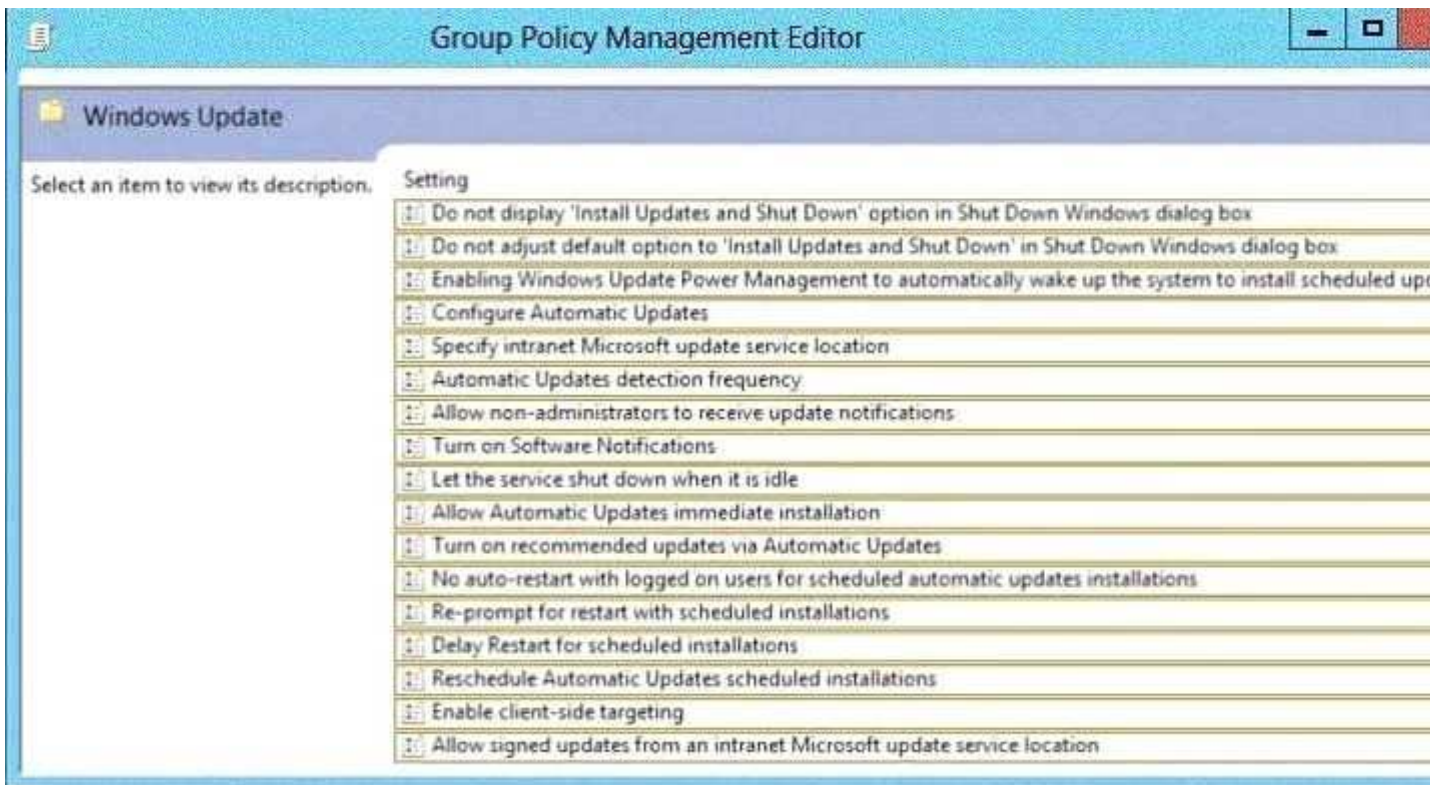 Group Policy Management Editor
Windows Update
Select an item to view its description.
Setting
Do not display 'Install Updates and Shut Down' option in Shut Down Windows dialog box
Do not adjust default option to 'Install Updates and Shut Down' in Shut Down Windows dialog box
Enabling Windows Update Power Management to automatically wake up the system to install scheduled upd
Configure Automatic Updates
Specify intranet Microsoft update service location
Automatic Updates detection frequency
Allow non-administrators to receive update notifications
Turn on Software Notifications
Let the service shut down when it is idle
Allow Automatic Updates immediate installation
Turn on recommended updates via Automatic Updates
No auto-restart with logged on users for scheduled automatic updates installations
Re-prompt for restart with scheduled installations
Delay Restart for scheduled installations
Reschedule Automatic Updates scheduled installations
Enable client-side targeting
Allow signed updates from an intranet Microsoft update service location